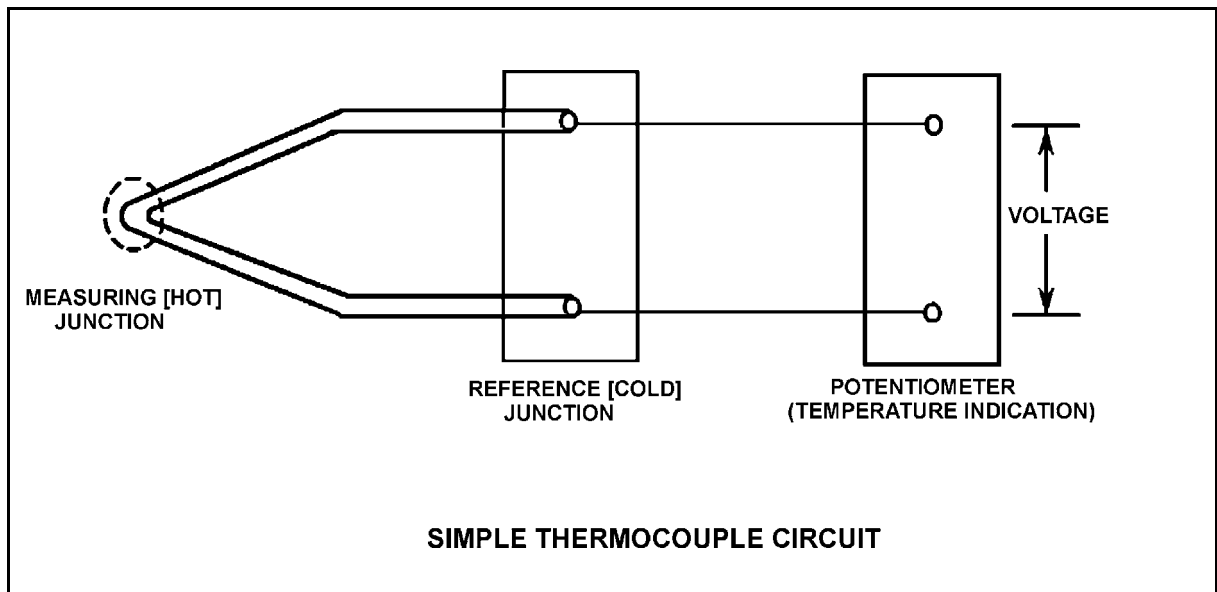 VOLTAGE
MEASURING [HOT]
JUNCTION
REFERENCE [COLD]
JUNCTION
POTENTIOMETER
(TEMPERATURE INDICATION)
SIMPLE THERMOCOUPLE CIRCUIT